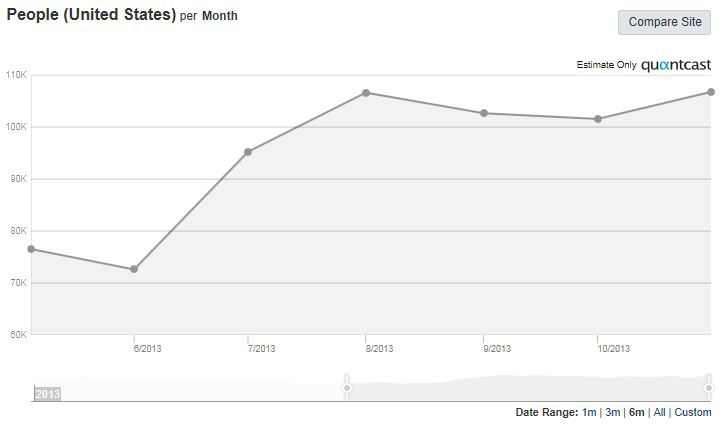 People (United States) per Month
Compare Site
Estimate Only quantcast
110K
100K
90K
80K
70K
60K
6/2013 7/2013 8/2013 9/2013 10/2013
2013
Date Range: 1m | 3m | 6m | All | Custom